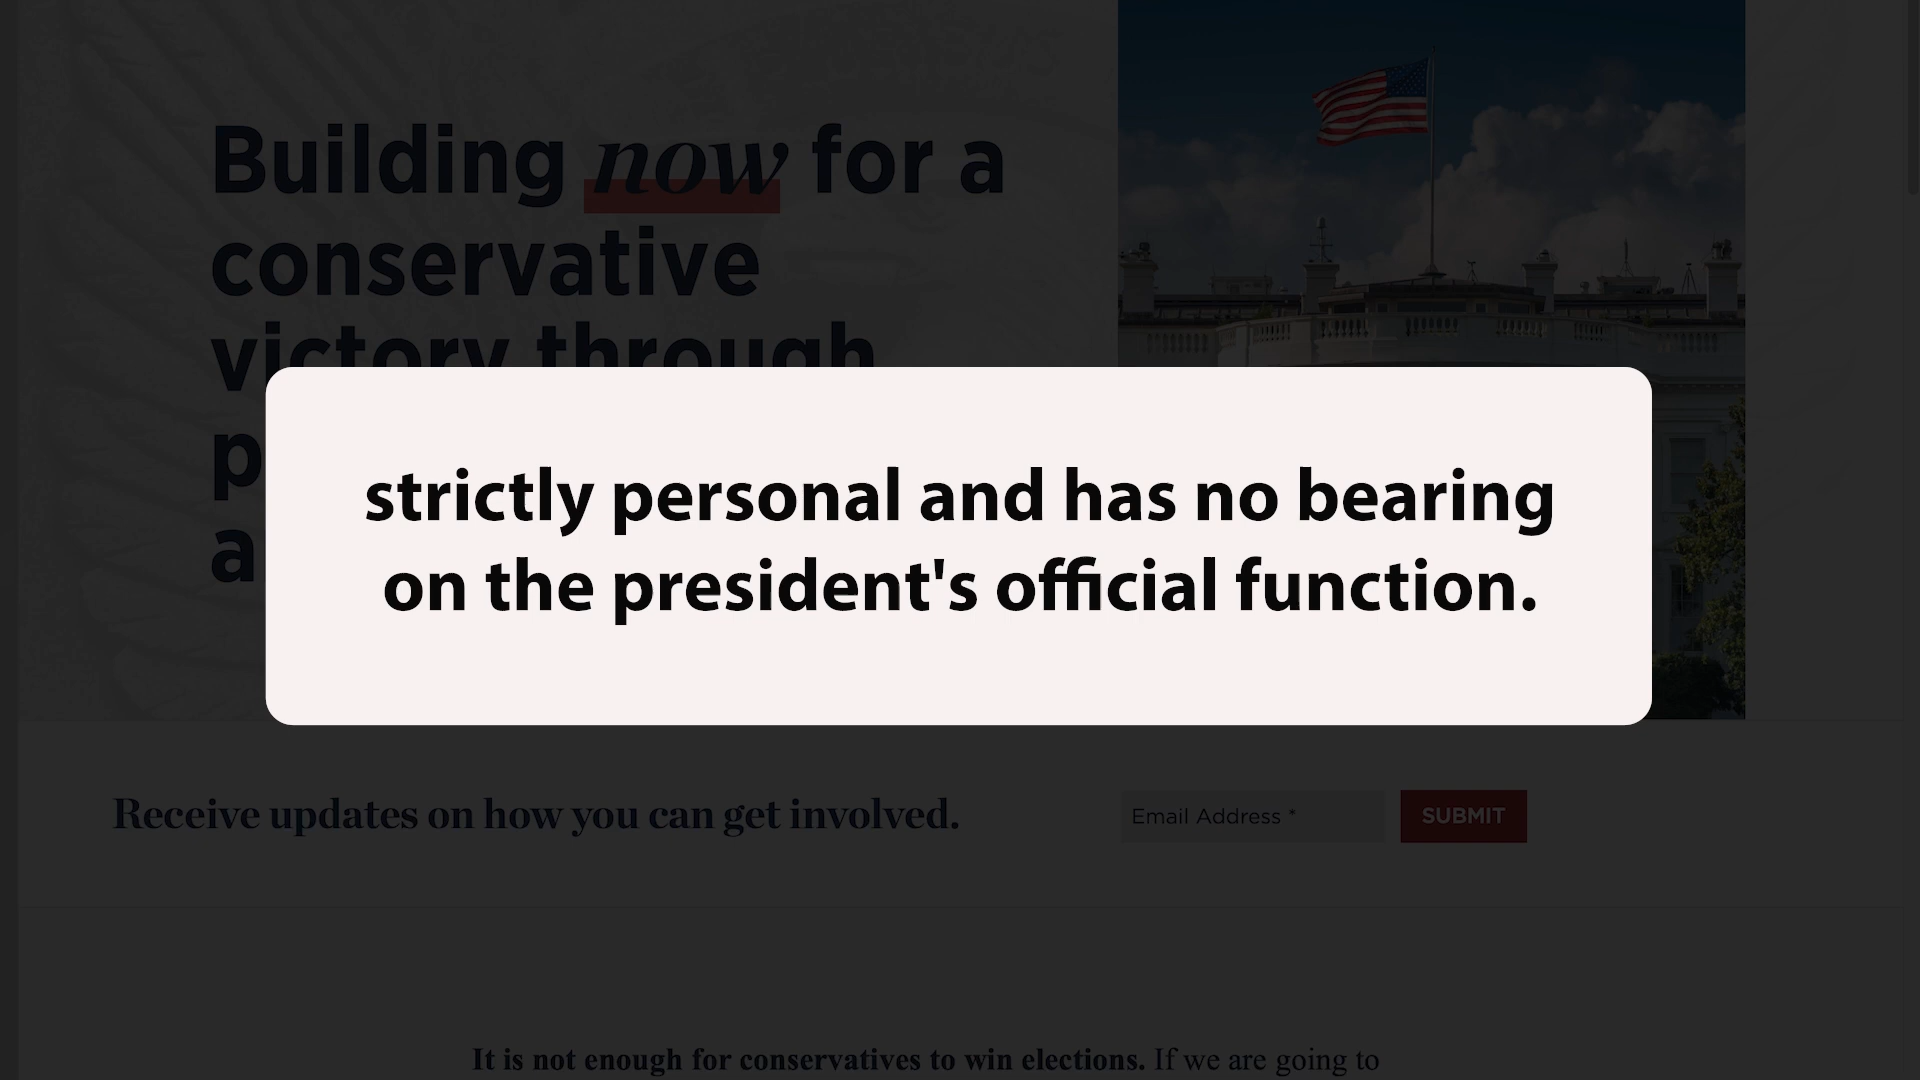 Building now for a
conservative
victory through
p
a
strictly personal and has no bearing
on the president's official function.
Receive updates on how you can get involved.
Email Address *
SUBMIT
It is not enough for conservatives to win elections. If we are going to